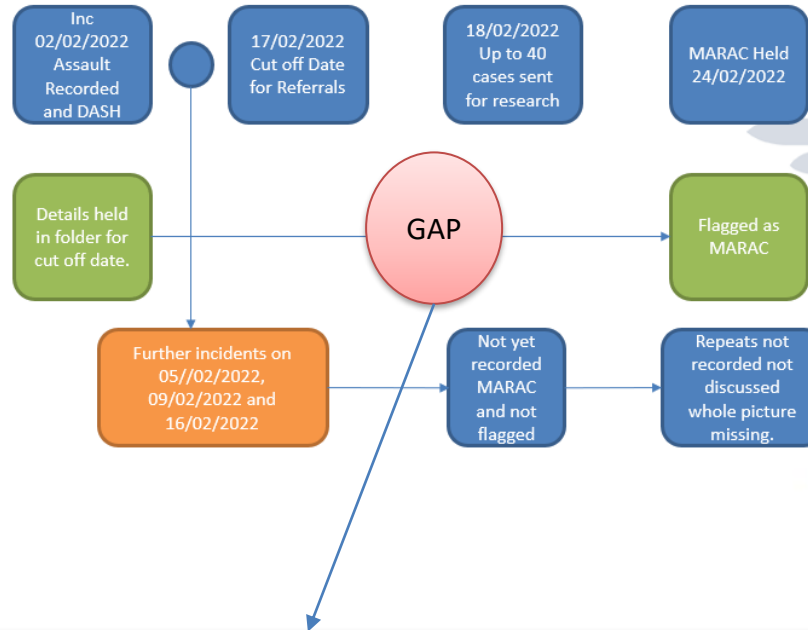 Inc
02/02/2022
Assault
Recorded
and DASH
17/02/2022
Cut off Date
for Referrals
18/02/2022
Up to 40
cases sent
for research
MARAC Held
24/02/2022
Details held
in folder for
cut off date.
GAP
Flagged as
MARAC
Further incidents on
05//02/2022,
09/02/2022 and
16/02/2022
Not yet
recorded
MARAC
and not
flagged
Repeats not
recorded not
discussed
whole picture
missing.